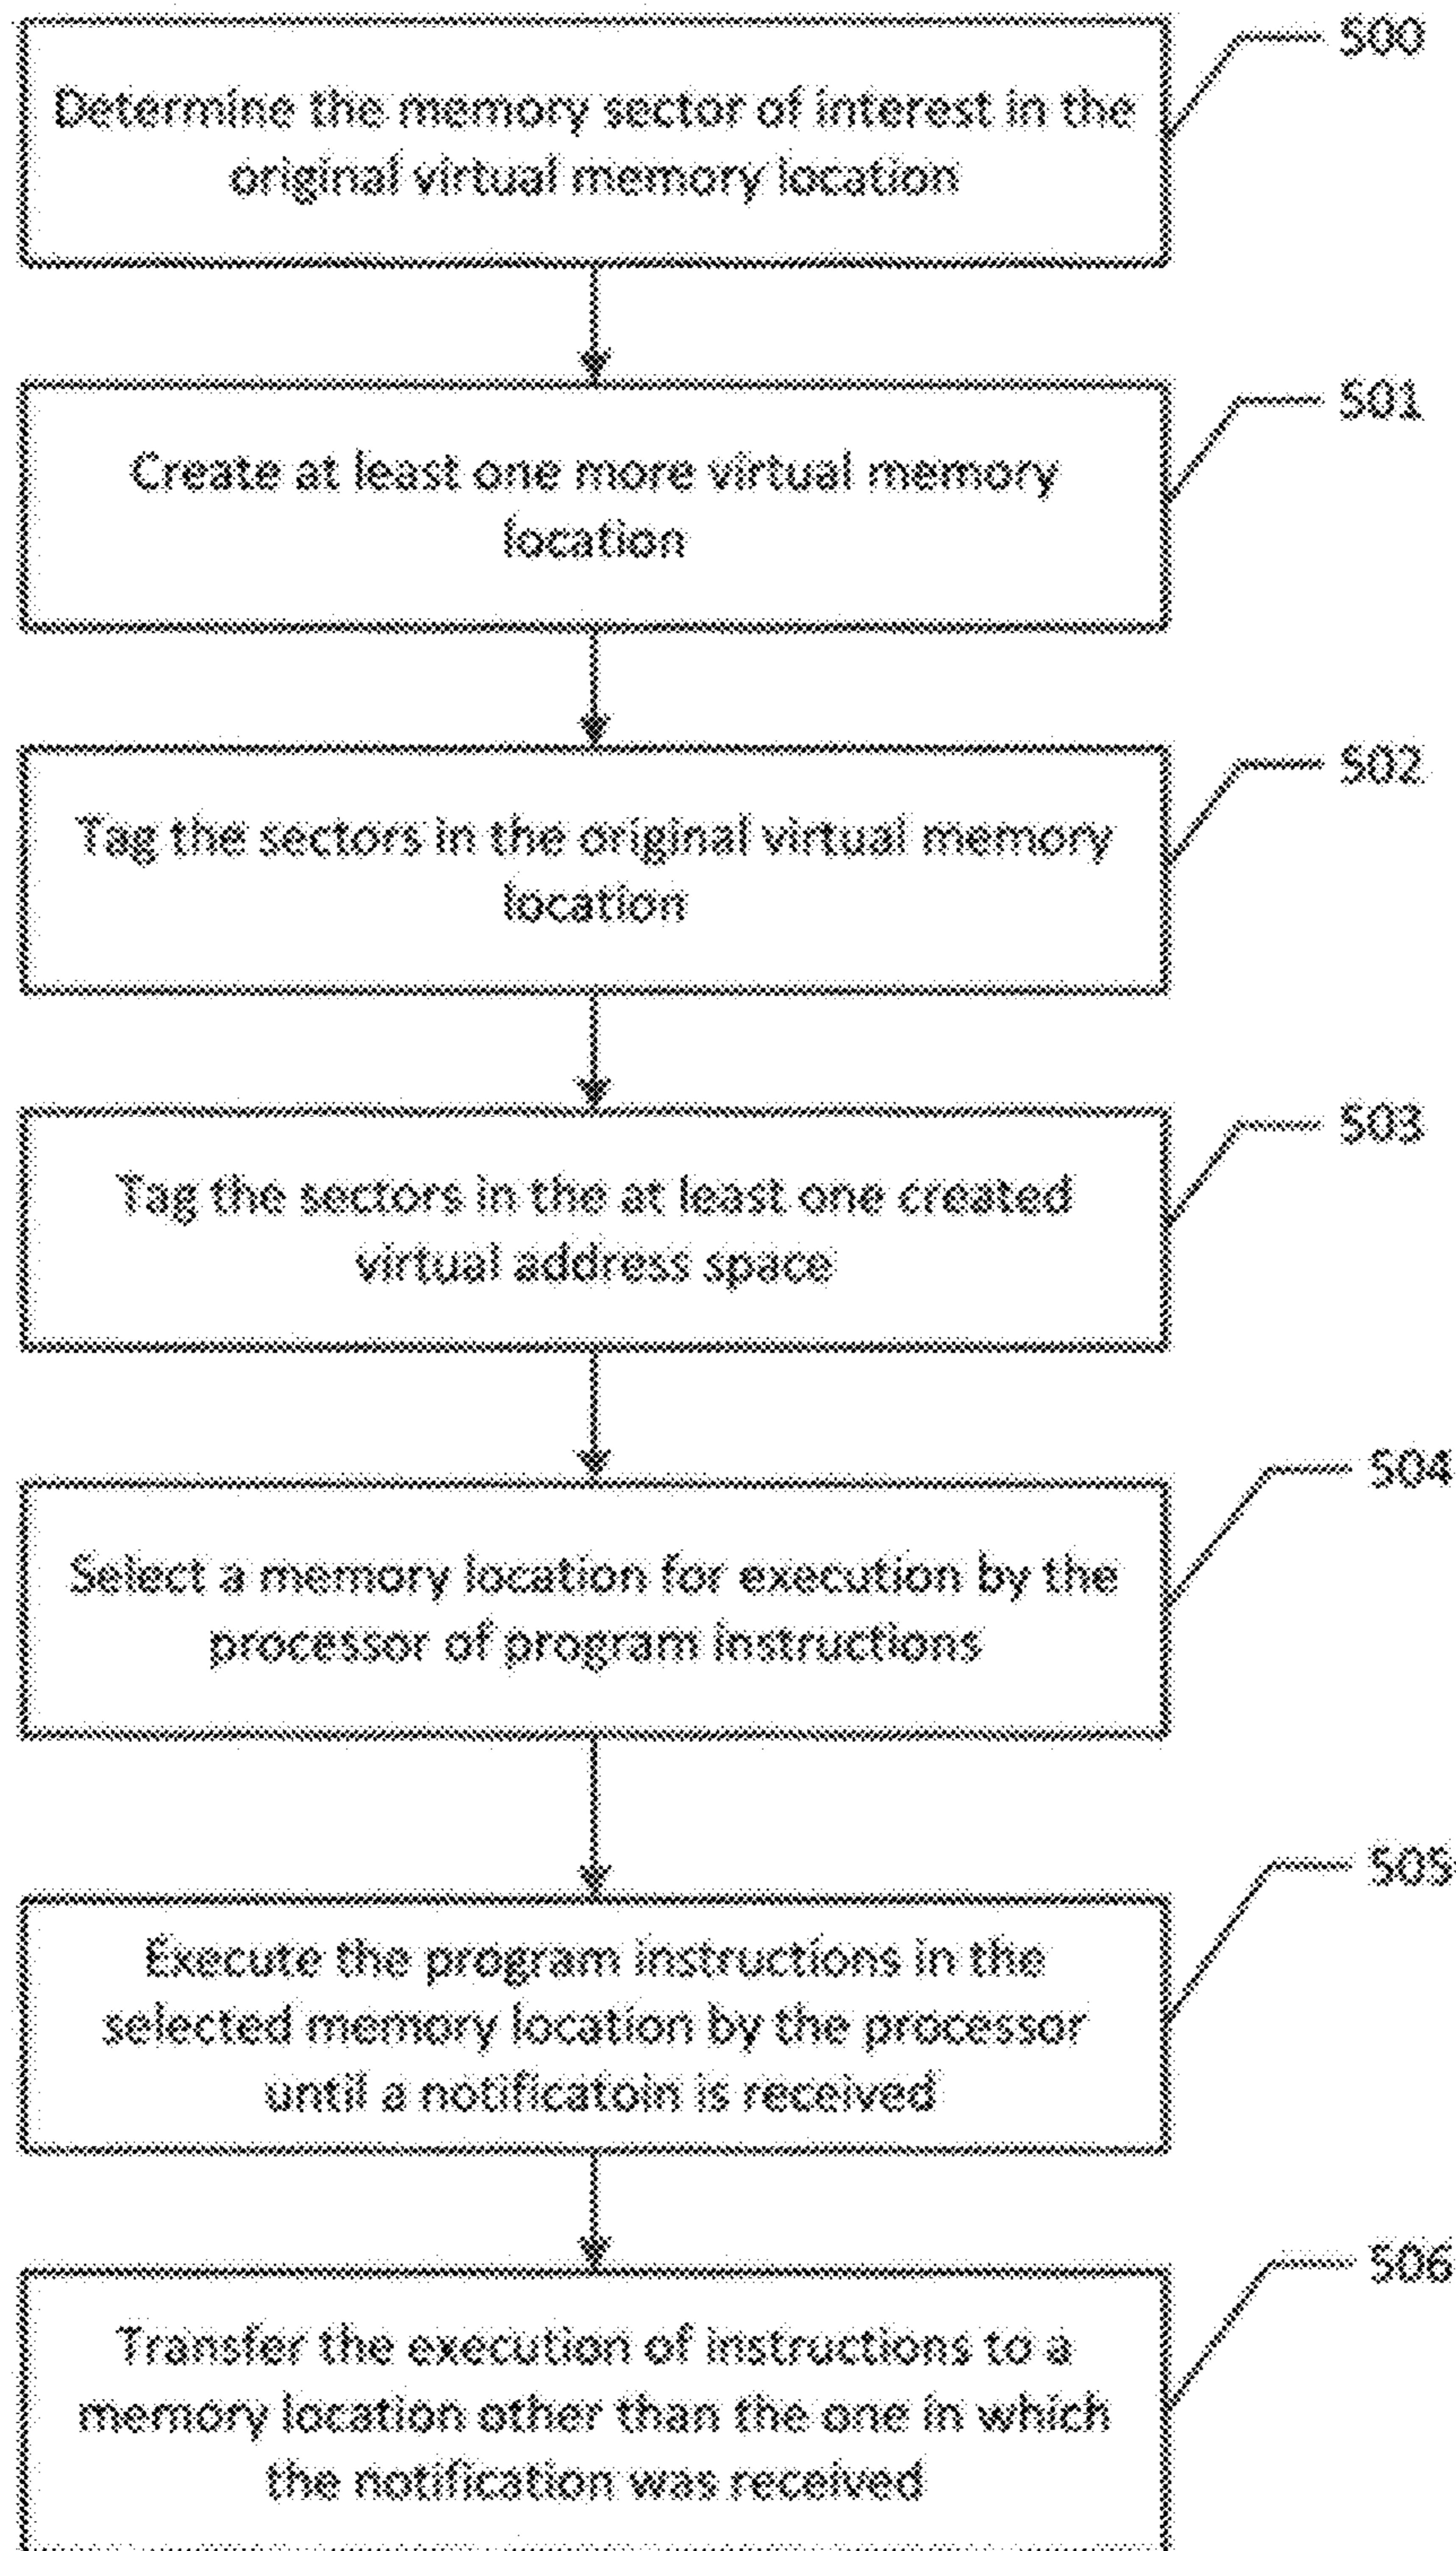 500
Determine the memory sector of interest in the
original virtual memory location
501
Create at least one more virtual memory
location
502
Tag the sectors in the original virtual memory
location
503
Tag the sectors in the at least one created
virtual address space
504
Select a memory location for execution by the
processor of program instructions
505
Execute the program instructions in the
selected memory location by the processor
until a notificatoin is received
506
Transfer the execution of instructions to a
memory location other than the one in which
the notification was received